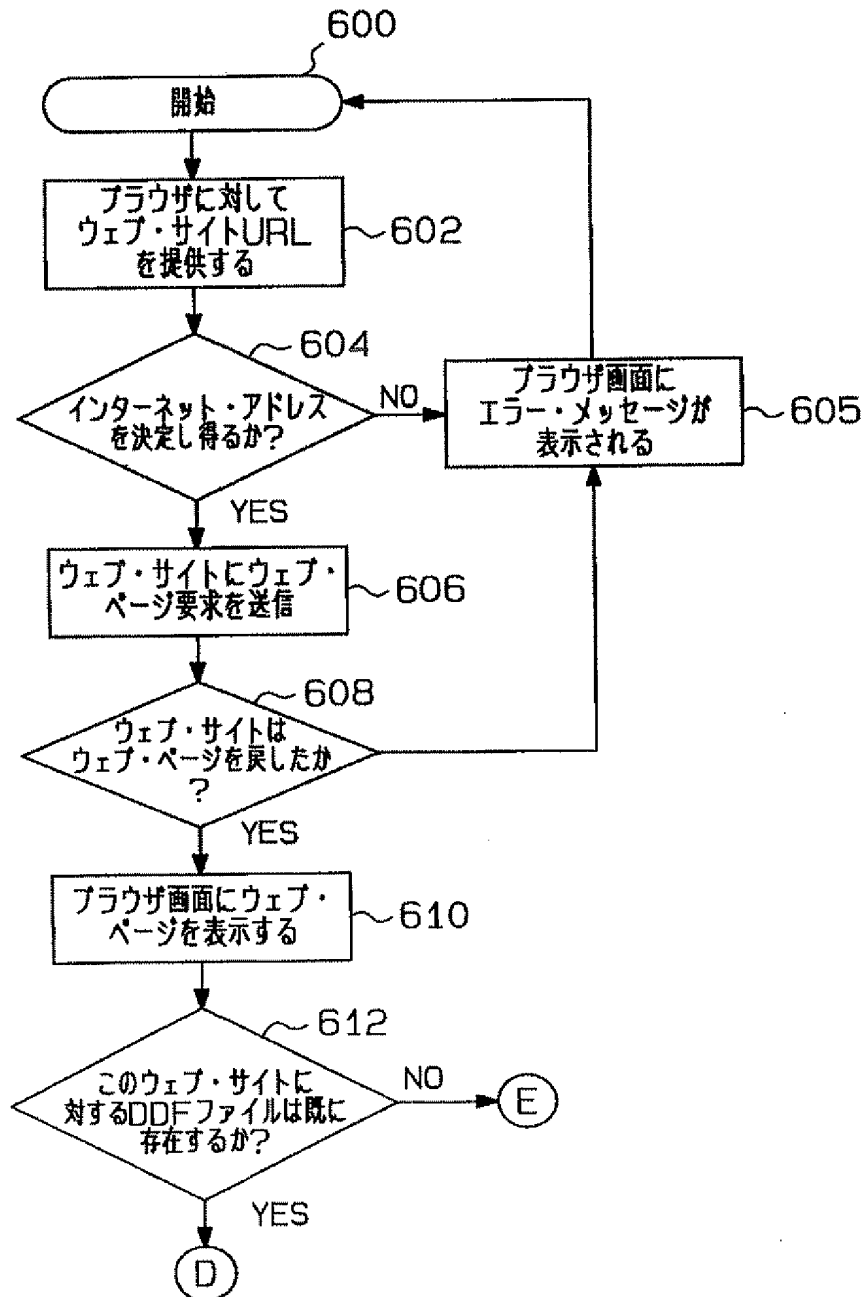 600
開始
ブラウザに対して
ウェブ・サイトURL
を提供する
602
604
インターネット・アドレス
を決定し得るか?
NO
ブラウザ画面に
エラー・メッセージが
表示される
605
YES
ウェブ・サイトにウェブ・
ページ要求を送信
606
608
ウェブ・サイトは
ウェブ・ページを戻したか
?
YES
ブラウザ画面にウェブ・
ページを表示する
610
612
このウェブ・サイトに
対するDDFファイルは既に
存在するか?
NO
E
YES
D